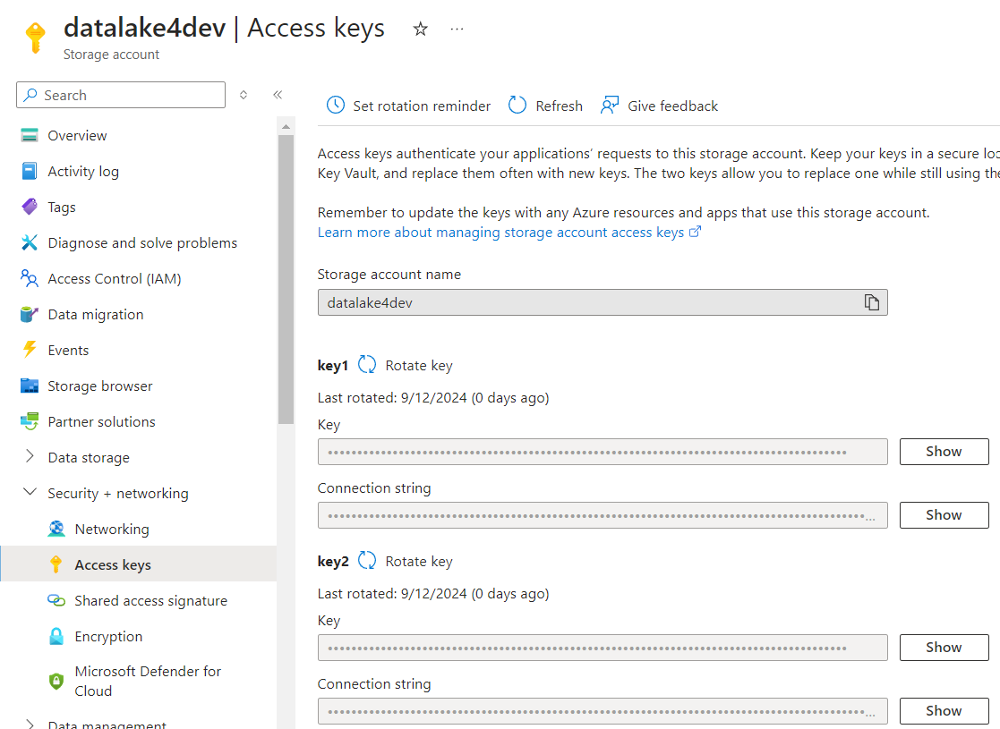 datalake4dev | Access keys
Storage account
Search
Overview
Activity log
Tags
Diagnose and solve problems
Access Control (IAM)
Data migration
Events
Storage browser
Partner solutions
Data storage
Security + networking
Networking
Access keys
Shared access signature
Encryption
Microsoft Defender for
Cloud
Data management
Set rotation reminder Refresh Give feedback
Access keys authenticate your applications’ requests to this storage account. Keep your keys in a secure
Key Vault, and replace them often with new keys. The two keys allow you to replace one while still using
Remember to update the keys with any Azure resources and apps that use this storage account.
Learn more about managing storage account access keys
Storage account name
datalake4dev
key1 Rotate key
Last rotated: 9/12/2024 (0 days ago)
Key
Show
Connection string
Show
key2 Rotate key
Last rotated: 9/12/2024 (0 days ago)
Key
Show
Connection string
Show